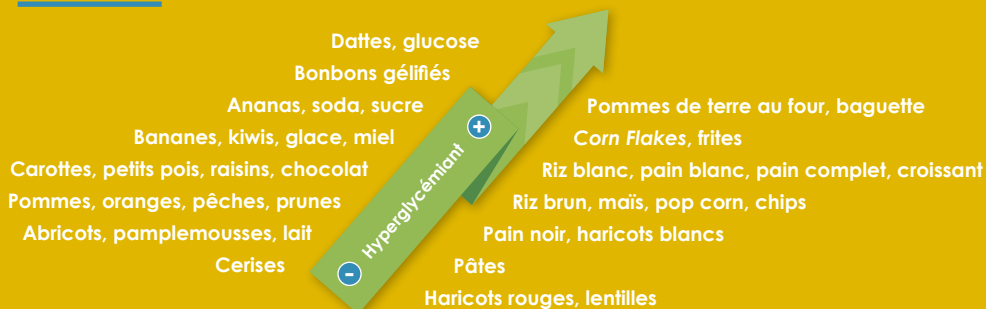 Dattes, glucose
Bonbons gélifiés
Ananas, soda, sucre
Bananes, kiwis, glace, miel
Carottes, petits pois, raisins, chocolat
Pommes, oranges, pêches, prunes
Abricots, pamplemousses, lait
Cerises
+
Hyperglycémiant
-
Pommes de terre au four, baguette
Corn Flakes, frites
Riz blanc, pain blanc, pain complet, croissant
Riz brun, maïs, pop corn, chips
Pain noir, haricots blancs
Pâtes
Haricots rouges, lentilles